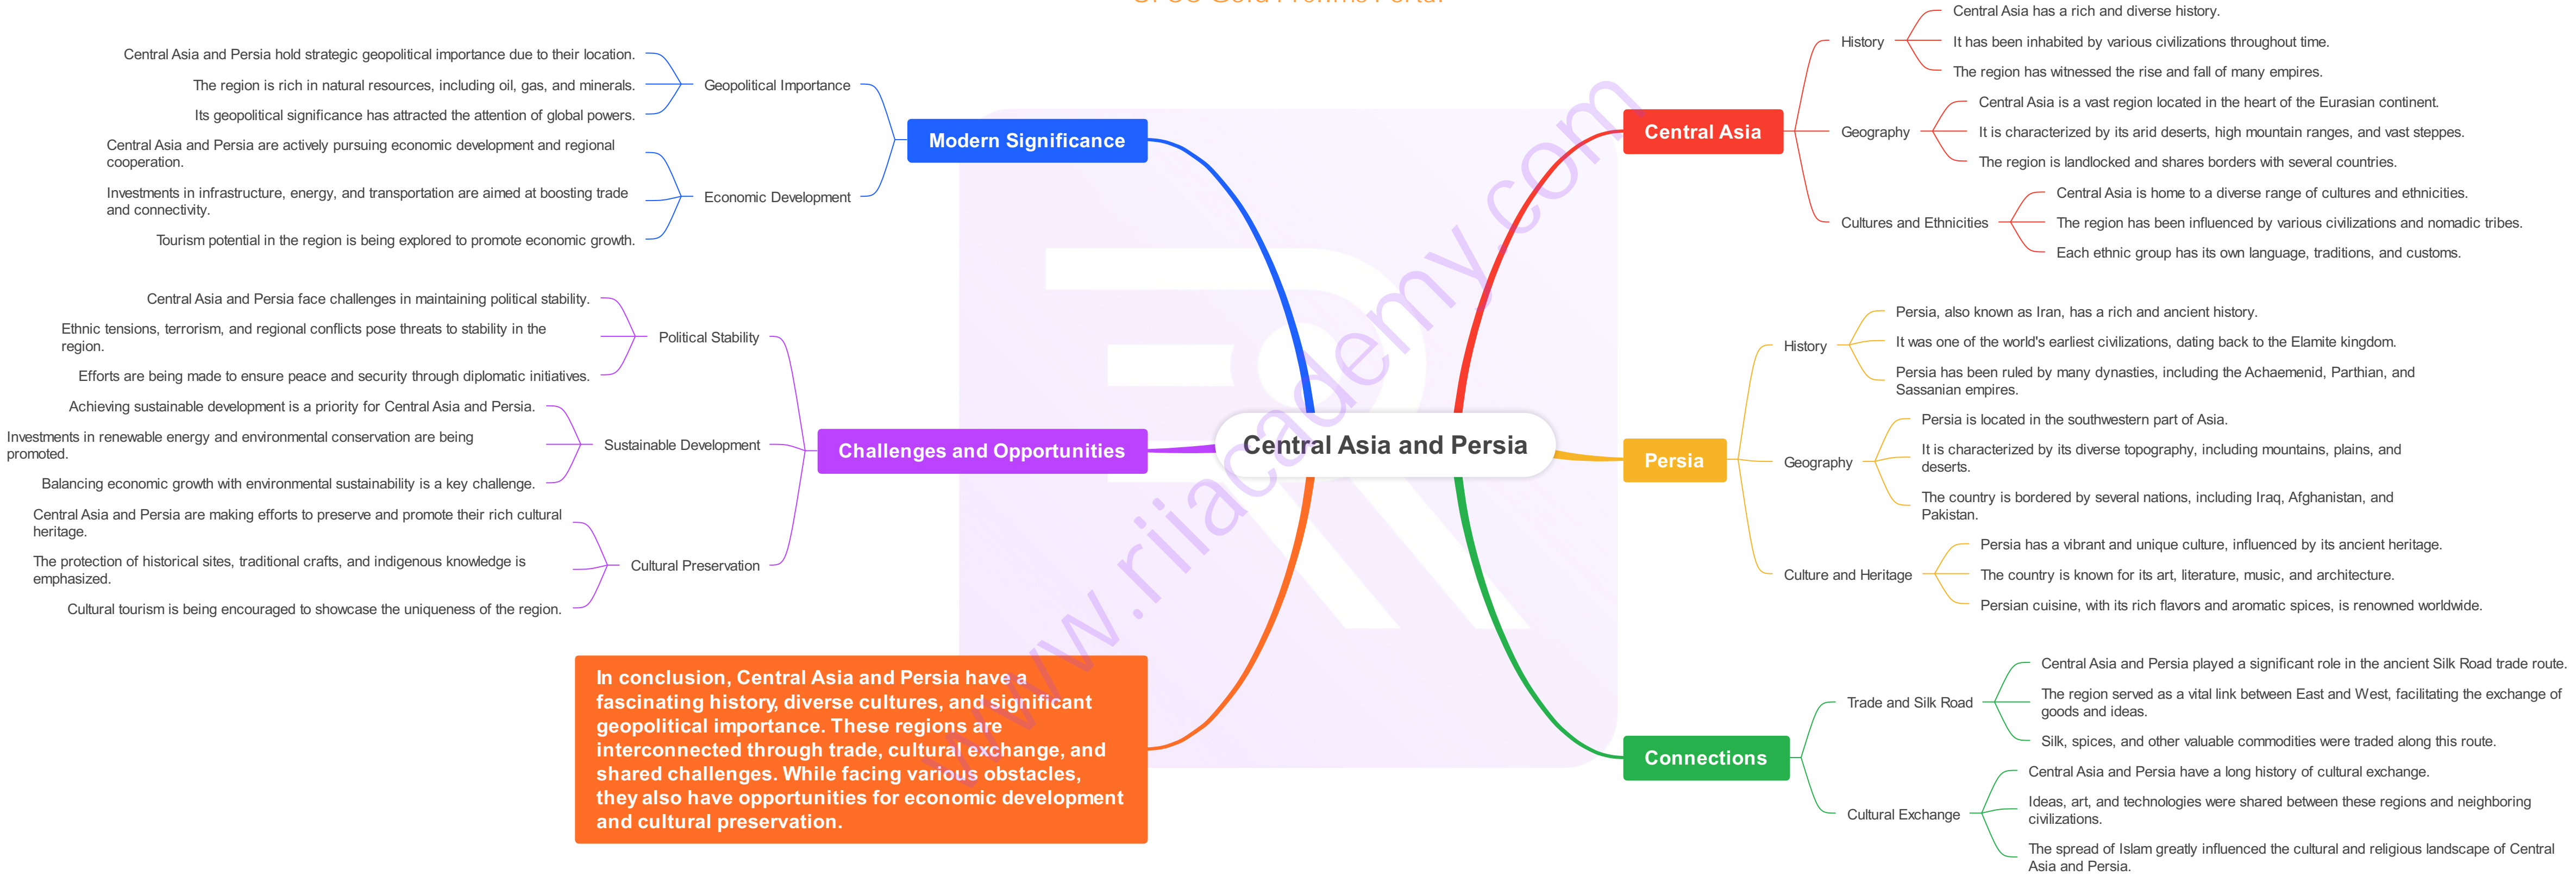 Central Asia and Persia
Central Asia
History
Central Asia has a rich and diverse history.
It has been inhabited by various civilizations throughout time.
The region has witnessed the rise and fall of many empires.
Geography
Central Asia is a vast region located in the heart of the Eurasian continent.
It is characterized by its arid deserts, high mountain ranges, and vast steppes.
The region is landlocked and shares borders with several countries.
Cultures and Ethnicities
Central Asia is home to a diverse range of cultures and ethnicities.
The region has been influenced by various civilizations and nomadic tribes.
Each ethnic group has its own language, traditions, and customs.
Persia
History
Persia, also known as Iran, has a rich and ancient history.
It was one of the world's earliest civilizations, dating back to the Elamite kingdom.
Persia has been ruled by many dynasties, including the Achaemenid, Parthian, and
Sassanian empires.
Geography
Persia is located in the southwestern part of Asia.
It is characterized by its diverse topography, including mountains, plains, and
deserts.
The country is bordered by several nations, including Iraq, Afghanistan, and
Pakistan.
Culture and Heritage
Persia has a vibrant and unique culture, influenced by its ancient heritage.
The country is known for its art, literature, music, and architecture.
Persian cuisine, with its rich flavors and aromatic spices, is renowned worldwide.
Connections
Trade and Silk Road
Central Asia and Persia played a significant role in the ancient Silk Road trade route.
The region served as a vital link between East and West, facilitating the exchange of
goods and ideas.
Silk, spices, and other valuable commodities were traded along this route.
Cultural Exchange
Central Asia and Persia have a long history of cultural exchange.
Ideas, art, and technologies were shared between these regions and neighboring
civilizations.
The spread of Islam greatly influenced the cultural and religious landscape of Central
Asia and Persia.
Modern Significance
Geopolitical Importance
Central Asia and Persia hold strategic geopolitical importance due to their location.
The region is rich in natural resources, including oil, gas, and minerals.
Its geopolitical significance has attracted the attention of global powers.
Economic Development
Central Asia and Persia are actively pursuing economic development and regional
cooperation.
Investments in infrastructure, energy, and transportation are aimed at boosting trade
and connectivity.
Tourism potential in the region is being explored to promote economic growth.
Challenges and Opportunities
Political Stability
Central Asia and Persia face challenges in maintaining political stability.
Ethnic tensions, terrorism, and regional conflicts pose threats to stability in the
region.
Efforts are being made to ensure peace and security through diplomatic initiatives.
Sustainable Development
Achieving sustainable development is a priority for Central Asia and Persia.
Investments in renewable energy and environmental conservation are being
promoted.
Balancing economic growth with environmental sustainability is a key challenge.
Cultural Preservation
Central Asia and Persia are making efforts to preserve and promote their rich cultural
heritage.
The protection of historical sites, traditional crafts, and indigenous knowledge is
emphasized.
Cultural tourism is being encouraged to showcase the uniqueness of the region.
In conclusion, Central Asia and Persia have a
fascinating history, diverse cultures, and significant
geopolitical importance. These regions are
interconnected through trade, cultural exchange, and
shared challenges. While facing various obstacles,
they also have opportunities for economic development
and cultural preservation.